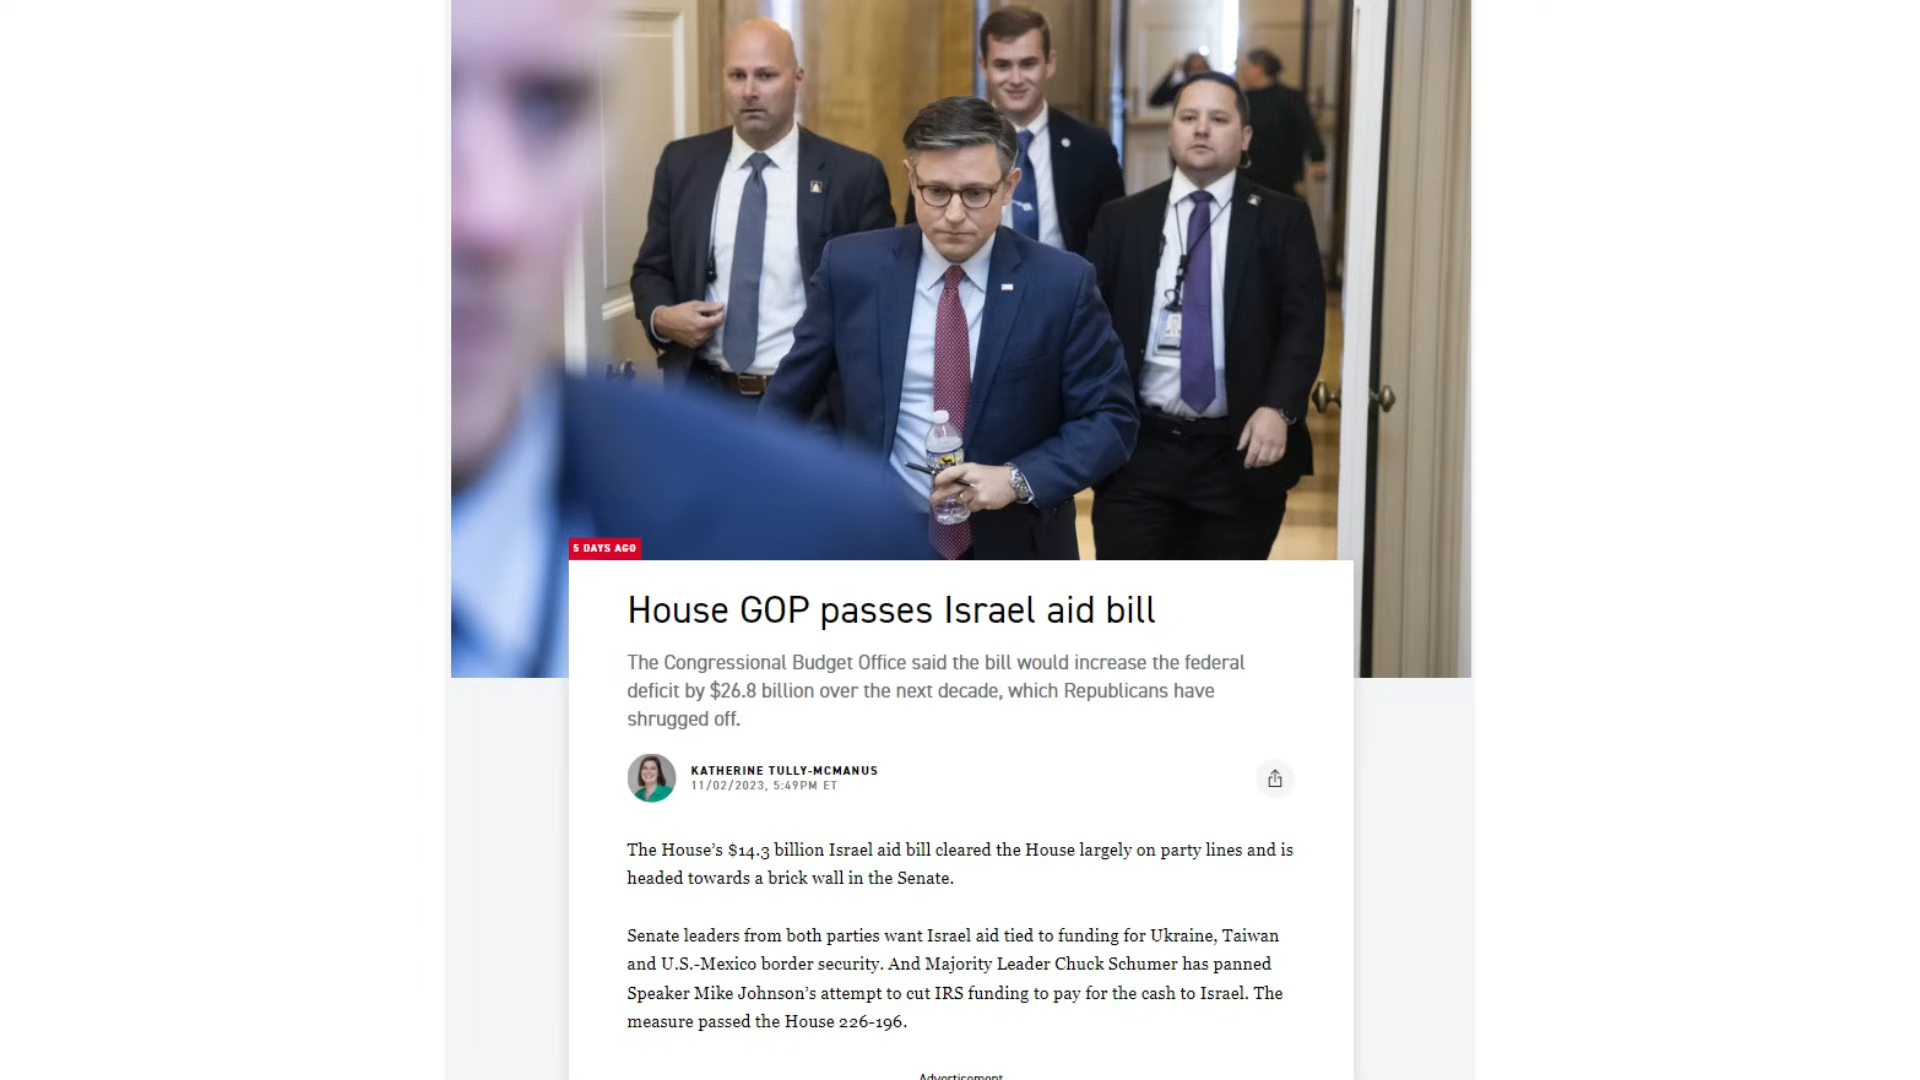 5 DAYS AGO
House GOP passes Israel aid bill
The Congressional Budget Office said the bill would increase the federal
deficit by $26.8 billion over the next decade, which Republicans have
shrugged off.
KATHERINE TULLY-MCMANUS
11/02/2023, 5:49PM ET
The House’s $14.3 billion Israel aid bill cleared the House largely on party lines and is
headed towards a brick wall in the Senate.
Senate leaders from both parties want Israel aid tied to funding for Ukraine, Taiwan
and U.S.-Mexico border security. And Majority Leader Chuck Schumer has panned
Speaker Mike Johnson’s attempt to cut IRS funding to pay for the cash to Israel. The
measure passed the House 226-196.
Advertisement